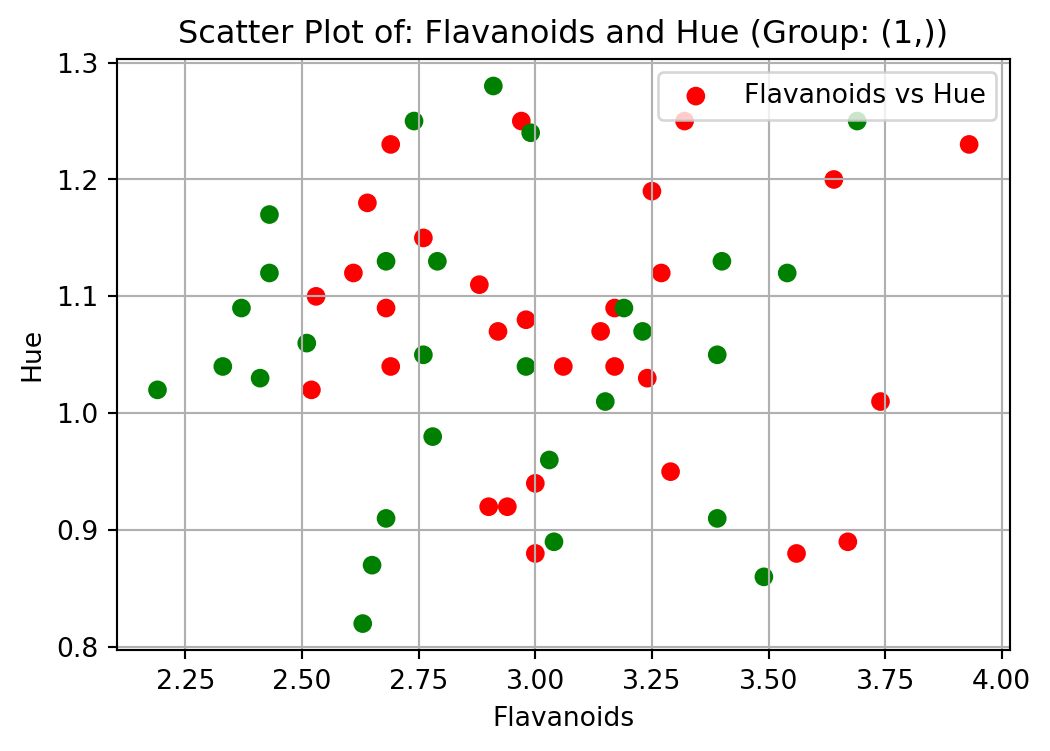 Scatter Plot of: Flavanoids and Hue (Group: (1,))
Flavanoids vs Hue
1.3
1.2
1.1
1.0
0.9
0.8
Hue
2.25 2.50 2.75 3.00 3.25 3.50 3.75 4.00
Flavanoids